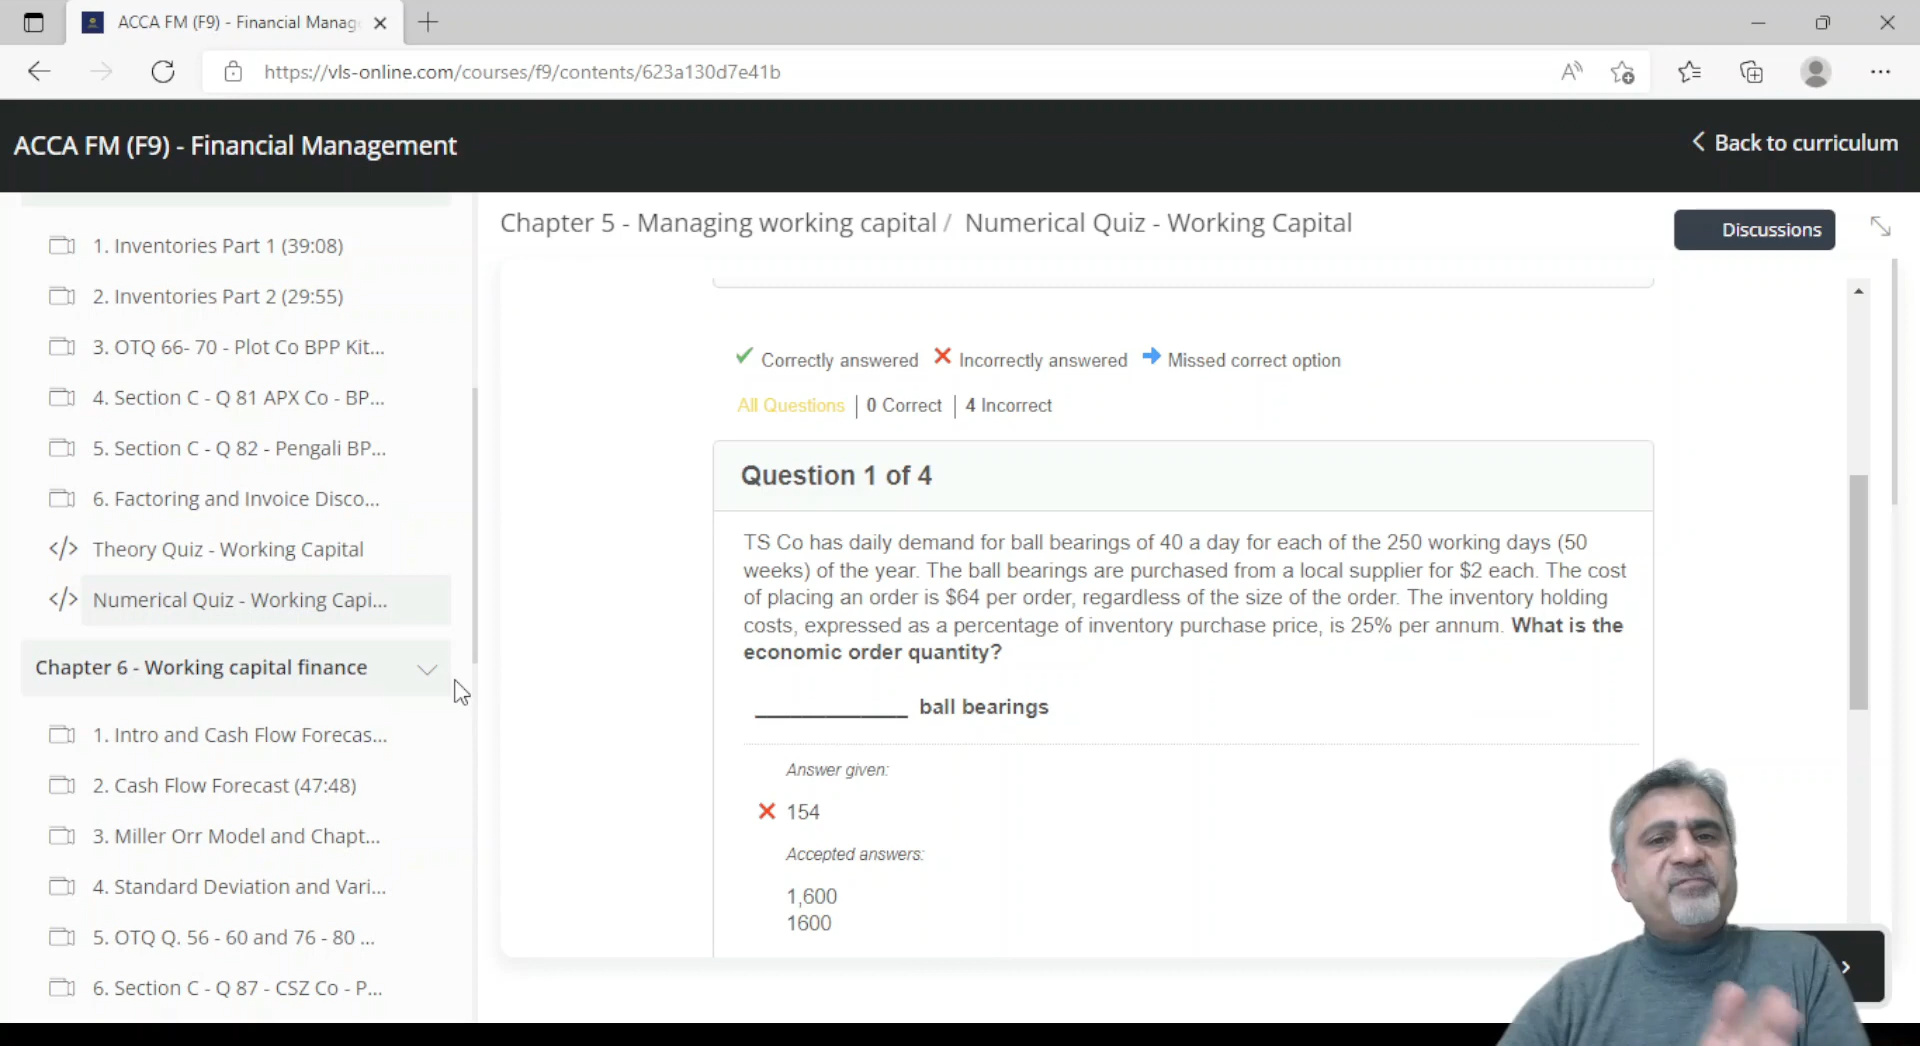 ACCA FM (F9) - Financial Manag
https://vls-online.com/courses/f9/contents/623a130d7e41b
ACCA FM (F9) - Financial Management
Back to curriculum
1. Inventories Part 1 (39:08)
2. Inventories Part 2 (29:55)
3. OTQ 66- 70 - Plot Co BPP Kit...
4. Section C - Q 81 APX Co - BP...
5. Section C - Q 82 - Pengali BP...
6. Factoring and Invoice Disco...
</> Theory Quiz - Working Capital
</> Numerical Quiz - Working Capi...
Chapter 6 - Working capital finance
1. Intro and Cash Flow Forecas...
2. Cash Flow Forecast (47:48)
3. Miller Orr Model and Chapt...
4. Standard Deviation and Vari...
5. OTQ Q. 56 - 60 and 76 - 80 ...
6. Section C - Q 87 - CSZ Co - P...
Chapter 5 - Managing working capital / Numerical Quiz - Working Capital
Discussions
Correctly answered Incorrectly answered Missed correct option
All Questions | 0 Correct | 4 Incorrect
Question 1 of 4
TS Co has daily demand for ball bearings of 40 a day for each of the 250 working days (50
weeks) of the year. The ball bearings are purchased from a local supplier for $2 each. The cost
of placing an order is $64 per order, regardless of the size of the order. The inventory holding
costs, expressed as a percentage of inventory purchase price, is 25% per annum. What is the
economic order quantity?
______________ ball bearings
Answer given:
154
Accepted answers:
1,600
1600